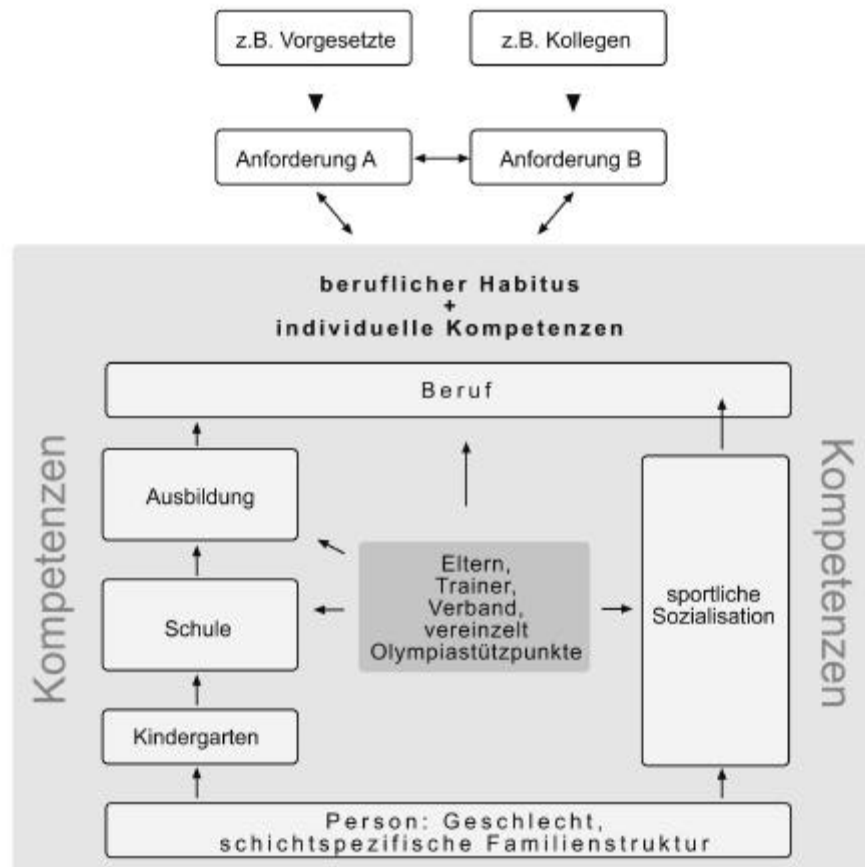 z.B. Vorgesetzte
z.B. Kollegen
Anforderung A
Anforderung B
beruflicher Habitus
+
individuelle Kompetenzen
Beruf
Kompetenzen
Ausbildung
Schule
Kindergarten
Eltern,
Trainer,
Verband,
vereinzelt
Olympiastützpunkte
sportliche
Sozialisation
Kompetenzen
Person: Geschlecht,
schichtspezifische Familienstruktur